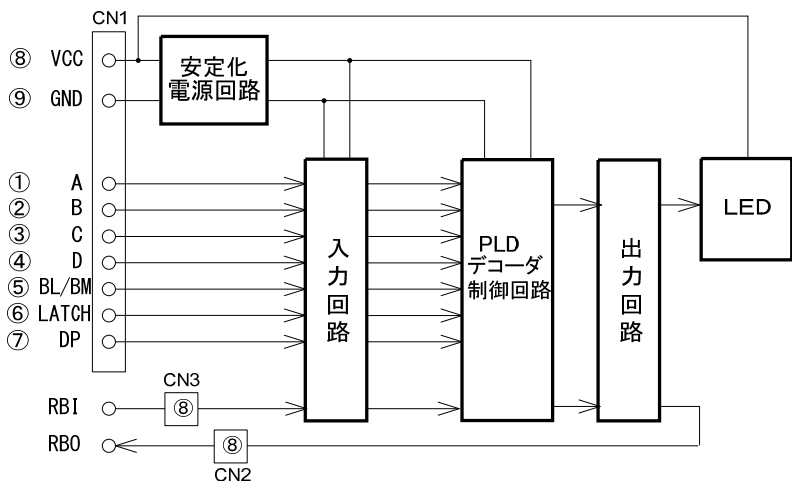 CN1
⑧ VCC
⑨ GND
安定化
電源回路
① A
② B
③ C
④ D
⑤ BL/BM
⑥ LATCH
⑦ DP
入力回路
PLD
デコーダ
制御回路
出力回路
LED
CN3
RBI ⑧
RBO ⑧
CN2